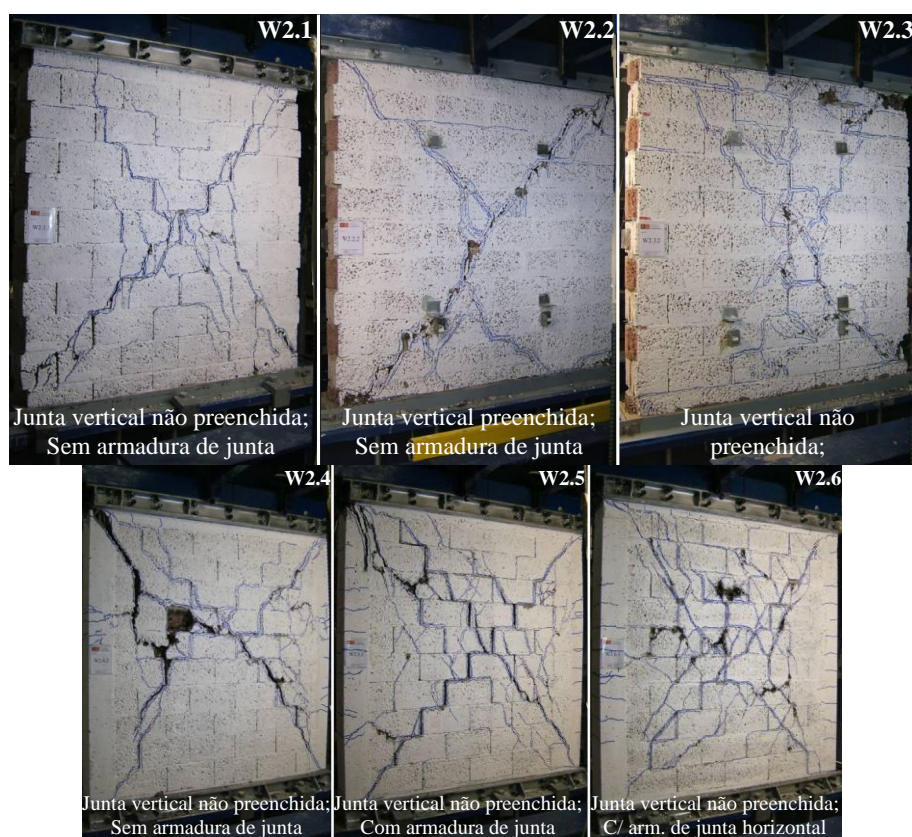 W2.1
W2.2
W2.3
Junta vertical não preenchida;
Sem armadura de junta
Junta vertical preenchida;
Sem armadura de junta
Junta vertical não
preenchida;
W2.4
W2.5
W2.6
Junta vertical não preenchida;
Sem armadura de junta
Junta vertical não preenchida;
Com armadura de junta
Junta vertical não preenchida;
C/ arm. de junta horizontal